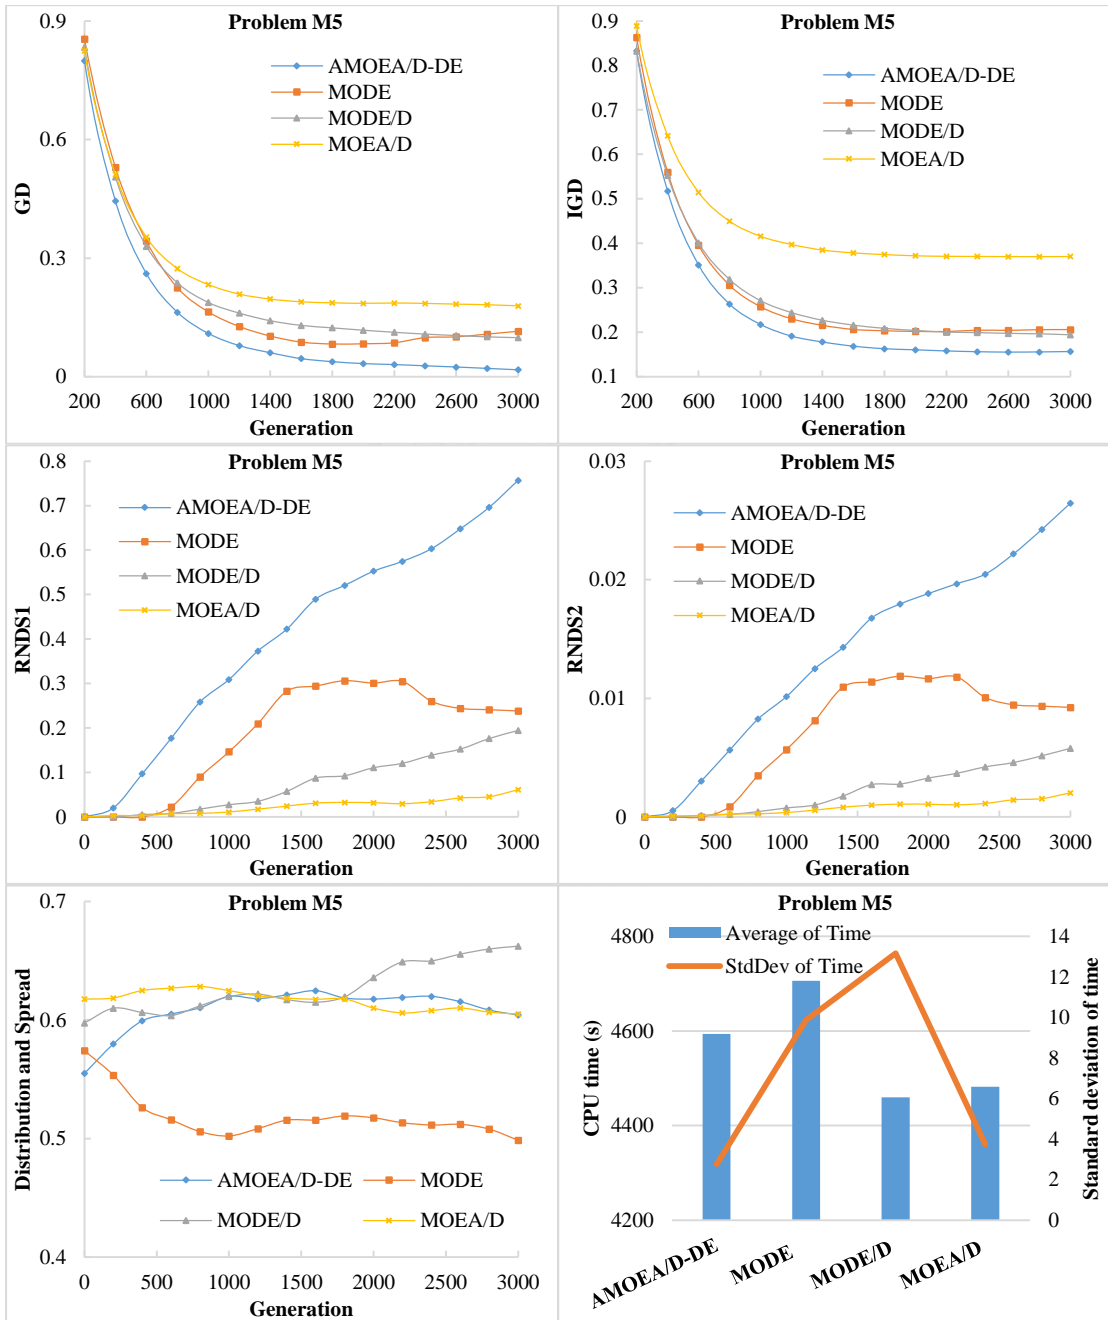 Problem M5
0.9
0.6
0.3
0
GD
AMOEA/D-DE
MODE
MODE/D
MOEA/D
200 600 1000 1400 1800 2200 2600 3000
Generation
Problem M5
0.9
0.8
0.7
0.6
0.5
0.4
0.3
0.2
0.1
IGD
AMOEA/D-DE
MODE
MODE/D
MOEA/D
200 600 1000 1400 1800 2200 2600 3000
Generation
Problem M5
0.8
0.7
0.6
0.5
0.4
0.3
0.2
0.1
0
RNDS1
AMOEA/D-DE
MODE
MODE/D
MOEA/D
0 500 1000 1500 2000 2500 3000
Generation
Problem M5
0.03
0.02
0.01
0
RNDS2
AMOEA/D-DE
MODE
MODE/D
MOEA/D
0 500 1000 1500 2000 2500 3000
Generation
Problem M5
0.7
0.6
0.5
0.4
Distribution and Spread
AMOEA/D-DE MODE
MODE/D MOEA/D
0 500 1000 1500 2000 2500 3000
Generation
Problem M5
Average of Time
StdDev of Time
4800
4600
4400
4200
CPU time (s)
14
12
10
8
6
4
2
0
Standard deviation of time
AMOEA/D-DE MODE MODE/D MOEA/D